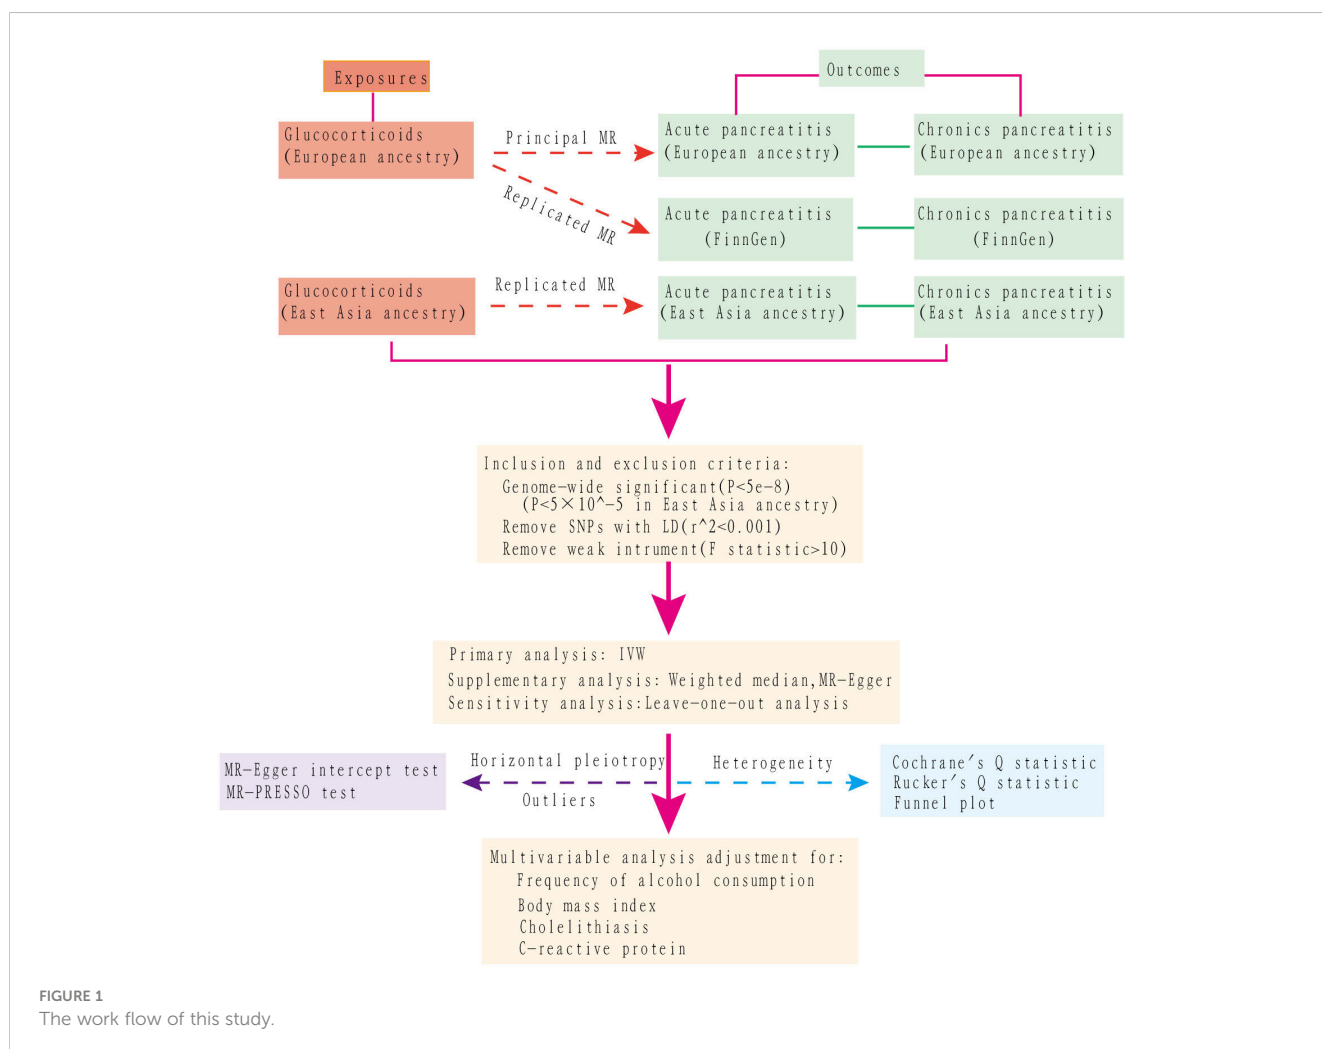 Exposures
Outcomes
Glucocorticoids
(European ancestry)
Principal MR
Acute pancreatitis
(European ancestry)
Chronics pancreatitis
(European ancestry)
Replicated MR
Acute pancreatitis
(FinnGen)
Chronics pancreatitis
(FinnGen)
Glucocorticoids
(East Asia ancestry)
Replicated MR
Acute pancreatitis
(East Asia ancestry)
Chronics pancreatitis
(East Asia ancestry)
Inclusion and exclusion criteria:
Genome-wide significant(P<5e-8)
(P<5×10^-5 in East Asia ancestry)
Remove SNPs with LD(r^2<0.001)
Remove weak intrument(F statistic>10)
Primary analysis: IVW
Supplementary analysis: Weighted median,MR-Egger
Sensitivity analysis:Leave-one-out analysis
Horizontal pleiotropy
Outliers
Heterogeneity
MR-Egger intercept test
MR-PRESSO test
Cochrane's Q statistic
Rucker's Q statistic
Funnel plot
Multivariable analysis adjustment for:
Frequency of alcohol consumption
Body mass index
Cholelithiasis
C-reactive protein
FIGURE 1
The work flow of this study.